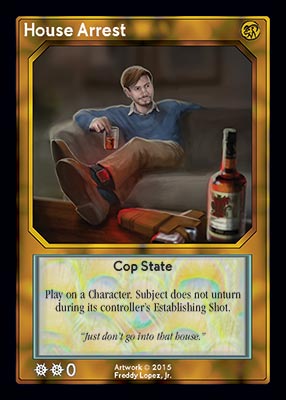 House Arrest
Cop State
Play on a Character. Subject does not unturn
during its controller's Establishing Shot.
"Just don't go into that house."
0
Artwork © 2015
Freddy Lopez, Jr.